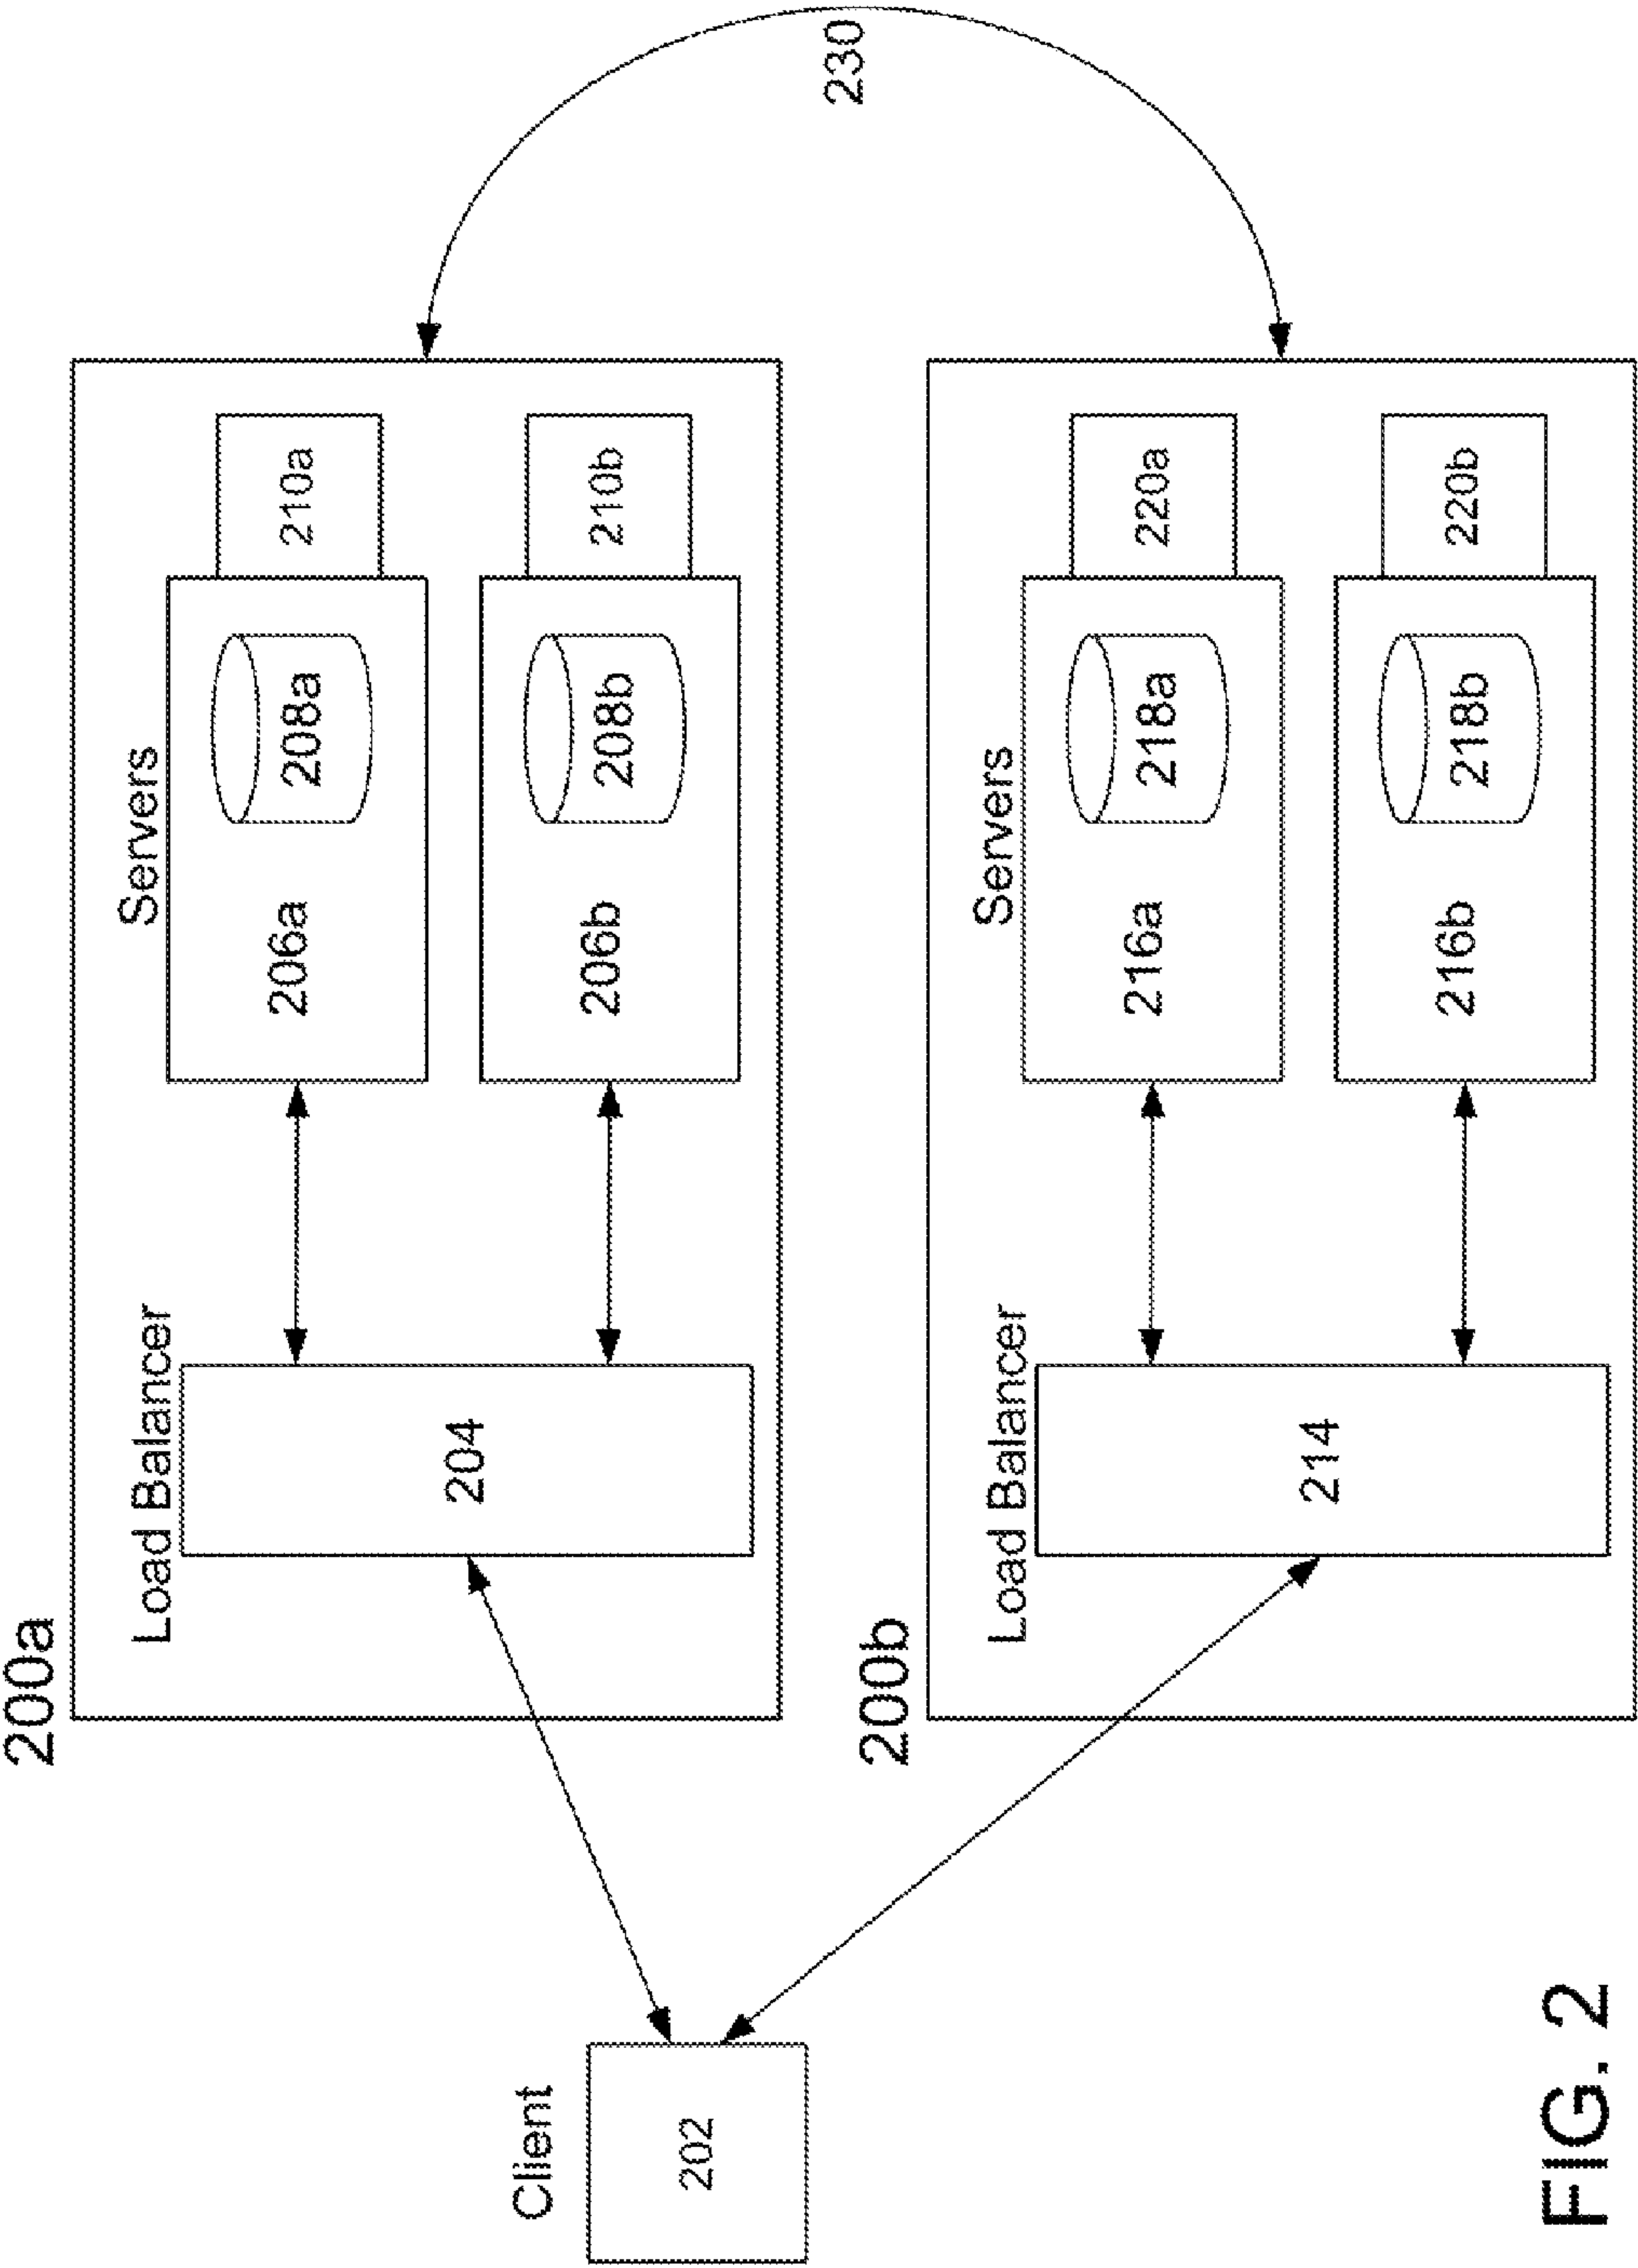 200a
Load Balancer
Servers
204
206a
208a
210a
206b
208b
210b
Client
202
230
200b
Load Balancer
Servers
214
216a
218a
220a
216b
218b
220b
FIG. 2